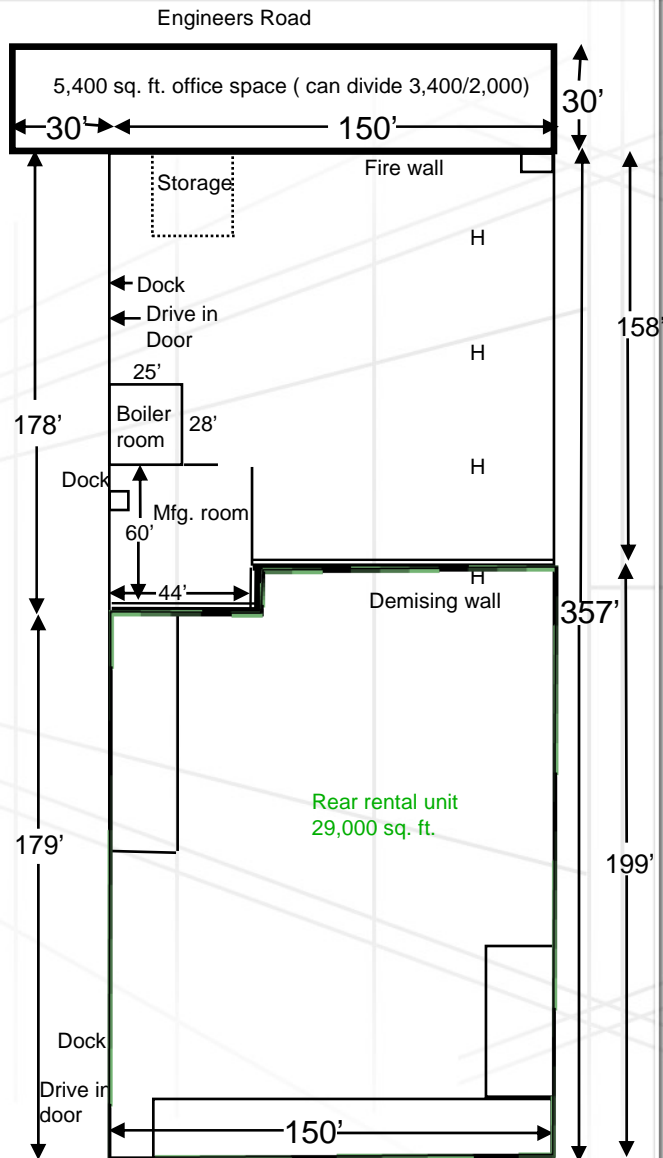 Engineers Road
5,400 sq. ft. office space ( can divide 3,400/2,000)
30’
30’
150’
Storage
Fire wall
H
Dock
Drive in
Door
158’
H
25’
Boiler
room
28’
178’
H
Dock
Mfg. room
60’
44’
H
Demising wall
357’
Rear rental unit
29,000 sq. ft.
179’
199’
Dock
Drive in
door
150’